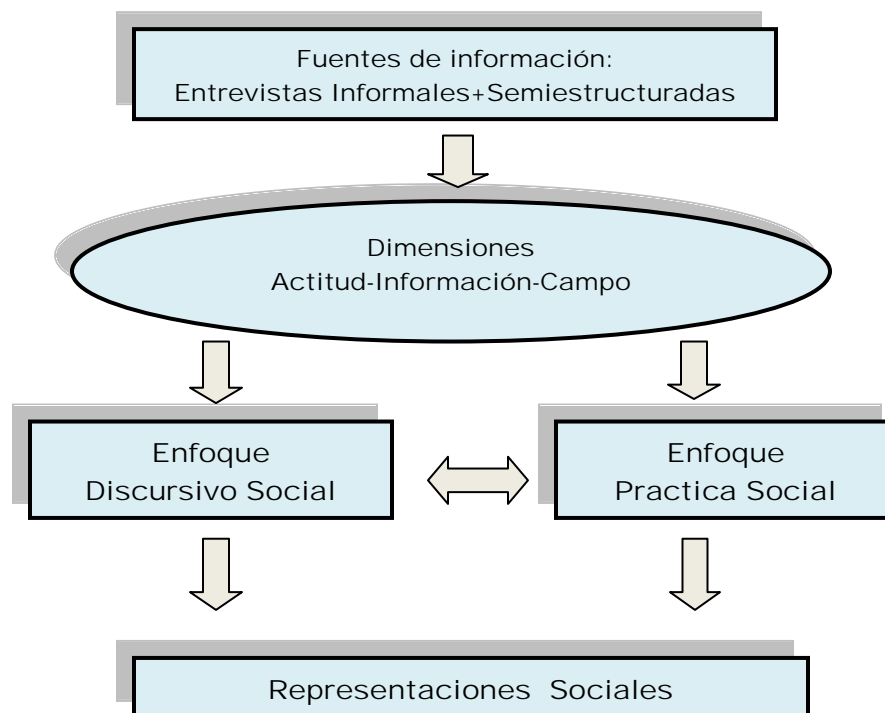 Fuentes de información:
Entrevistas Informales+Semiestructuradas
Dimensiones
Actitud-Información-Campo
Enfoque
Discursivo Social
Enfoque
Practica Social
Representaciones Sociales